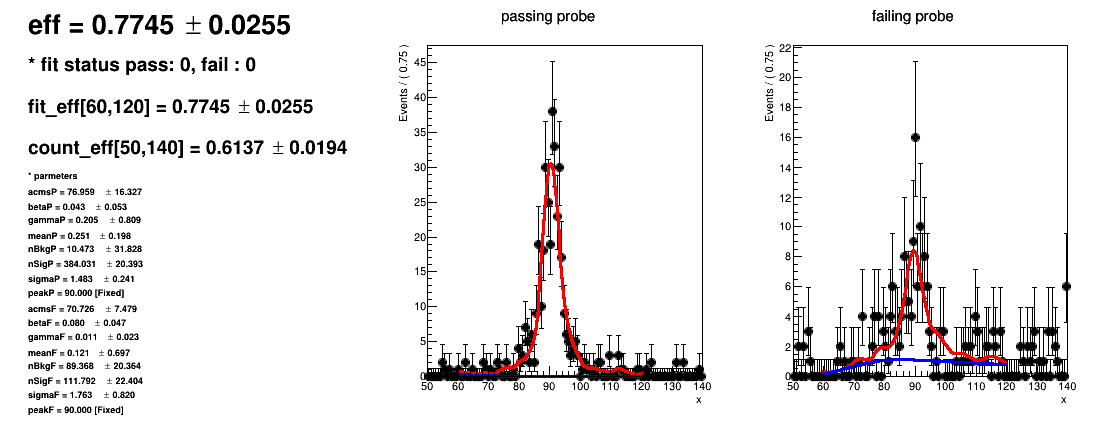 eff = 0.7745 ± 0.0255
* fit status pass: 0, fail : 0
fit_eff[60,120] = 0.7745 ± 0.0255
count_eff[50,140] = 0.6137 ± 0.0194
* parmeters
acmsP = 76.959 ± 16.327
betaP = 0.043 ± 0.053
gammaP = 0.205 ± 0.809
meanP = 0.251 ± 0.198
nBkgP = 10.473 ± 31.828
nSigP = 384.031 ± 20.393
sigmaP = 1.483 ± 0.241
peakP = 90.000 [Fixed]
acmsF = 70.726 ± 7.479
betaF = 0.080 ± 0.047
gammaF = 0.011 ± 0.023
meanF = 0.121 ± 0.697
nBkgF = 89.368 ± 20.364
nSigF = 111.792 ± 22.404
sigmaF = 1.763 ± 0.820
peakF = 90.000 [Fixed]
passing probe
Events / ( 0.75 )
45
40
35
30
25
20
15
10
5
0
50 60 70 80 90 100 110 120 130 140
x
failing probe
Events / ( 0.75 )
22
20
18
16
14
12
10
8
6
4
2
0
50 60 70 80 90 100 110 120 130 140
x